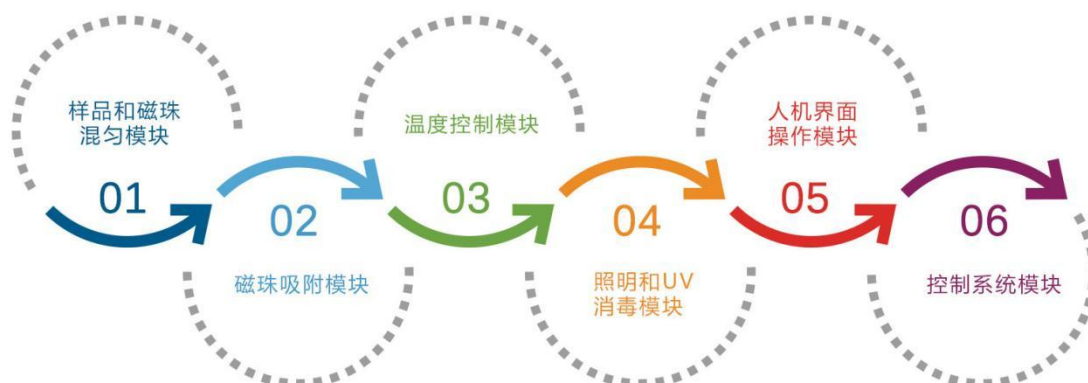 样品和磁珠
混匀模块
01
02
磁珠吸附模块
温度控制模块
03
04
照明和UV
消毒模块
人机界面
操作模块
05
06
控制系统模块